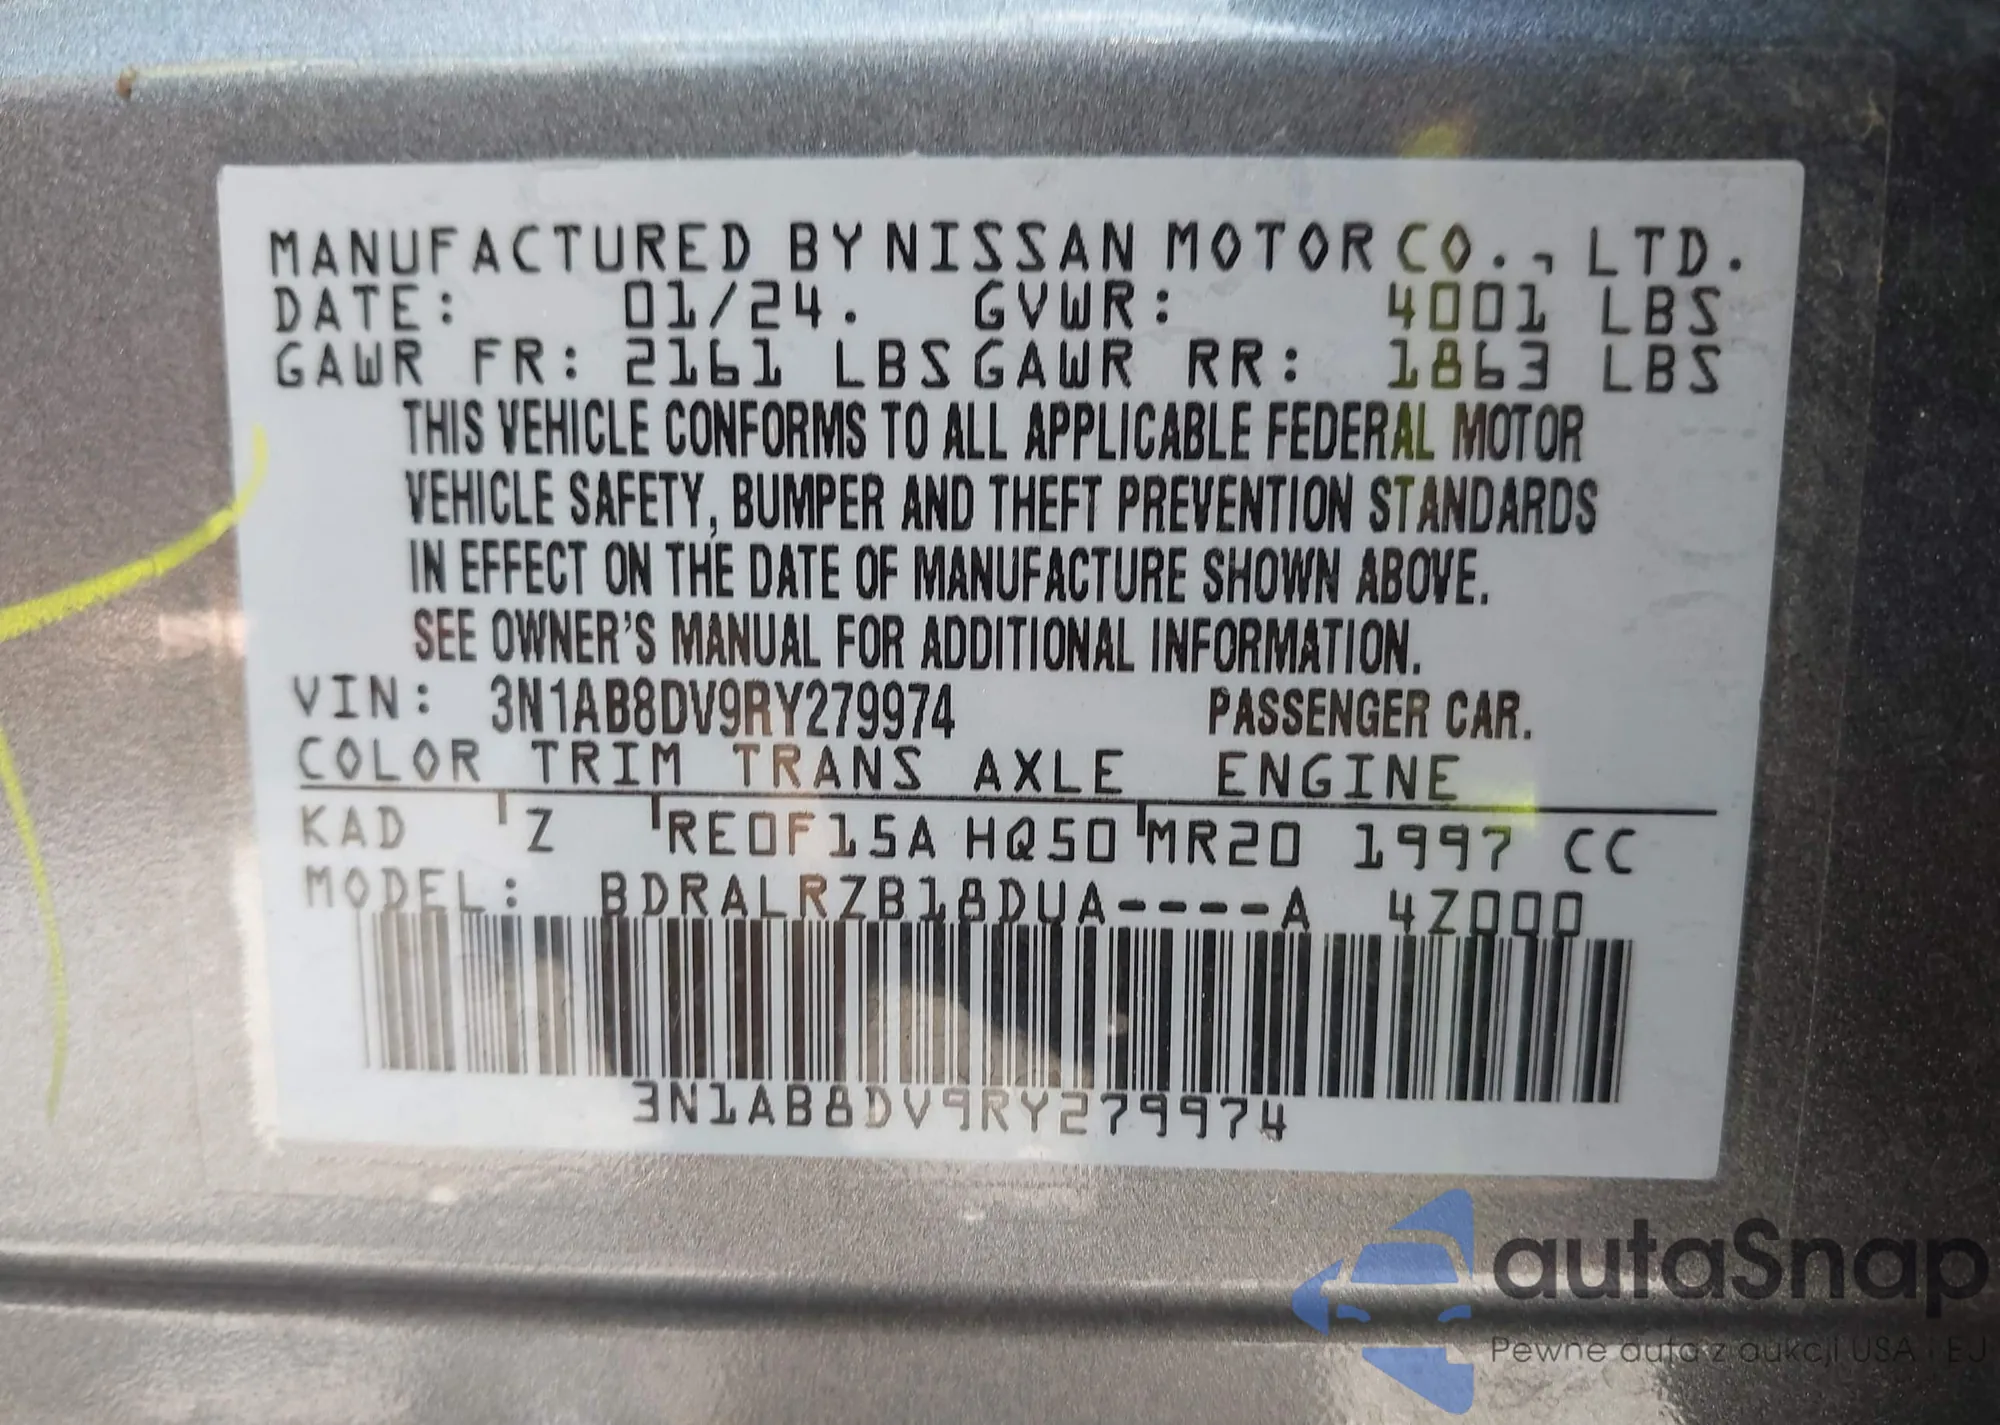 MANUFACTURED BY NISSAN MOTOR CO., LTD.
DATE: 01/24. GVWR: 4001 LBS
GAWR FR: 2161 LBS GAWR RR: 1863 LBS
THIS VEHICLE CONFORMS TO ALL APPLICABLE FEDERAL MOTOR
VEHICLE SAFETY, BUMPER AND THEFT PREVENTION STANDARDS
IN EFFECT ON THE DATE OF MANUFACTURE SHOWN ABOVE.
SEE OWNER'S MANUAL FOR ADDITIONAL INFORMATION.
VIN: 3N1AB8DV9RY279974 PASSENGER CAR.
COLOR TRIM TRANS AXLE ENGINE
KAD Z RE0F15A HQ50 MR20 1997 CC
MODEL: BDRALRZB18DUA----A 4Z000
3N1AB8DV9RY279974
autaSnap
Pewne auta z aukcji USA i EJ